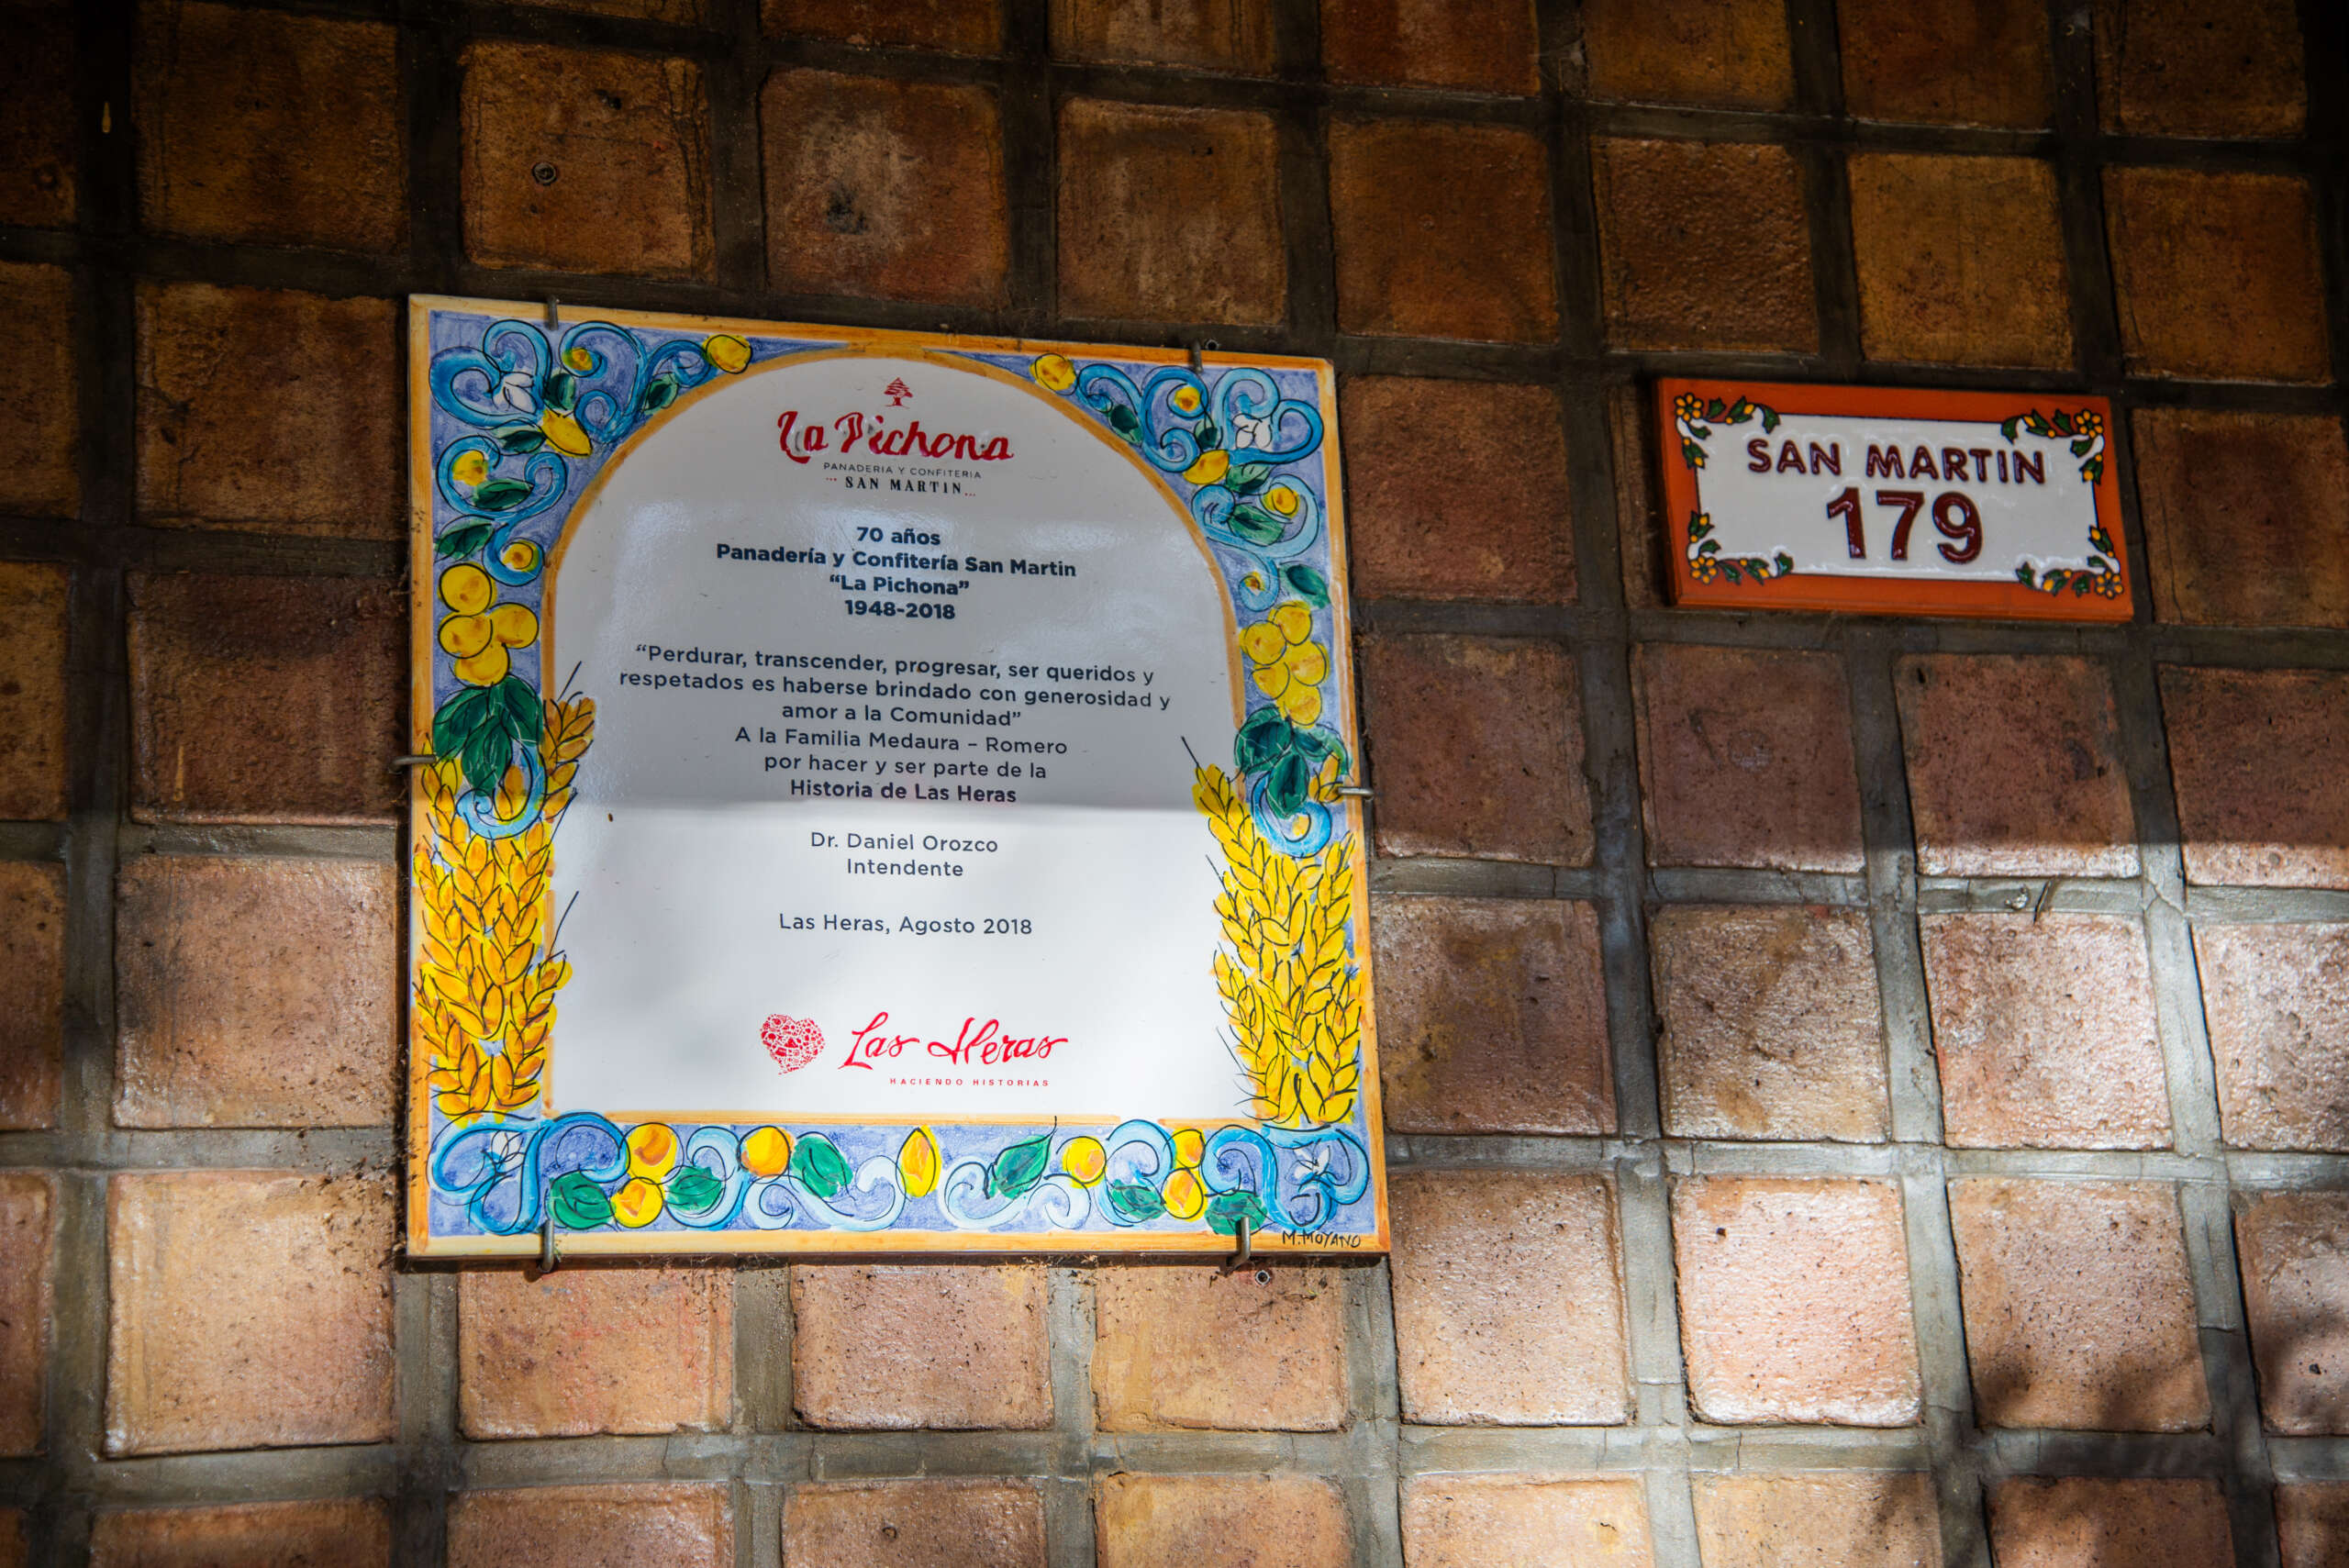 La Pichona
PANADERIA Y CONFITERIA
... SAN MARTIN...
70 años
Panadería y Confitería San Martin
“La Pichona”
1948-2018
“Perdurar, transcender, progresar, ser queridos y
respetados es haberse brindado con generosidad y
amor a la Comunidad”
A la Familia Medaura – Romero
por hacer y ser parte de la
Historia de Las Heras
Dr. Daniel Orozco
Intendente
Las Heras, Agosto 2018
Las Heras
HACIENDO HISTORIAS
M. MOYANO
SAN MARTIN
179